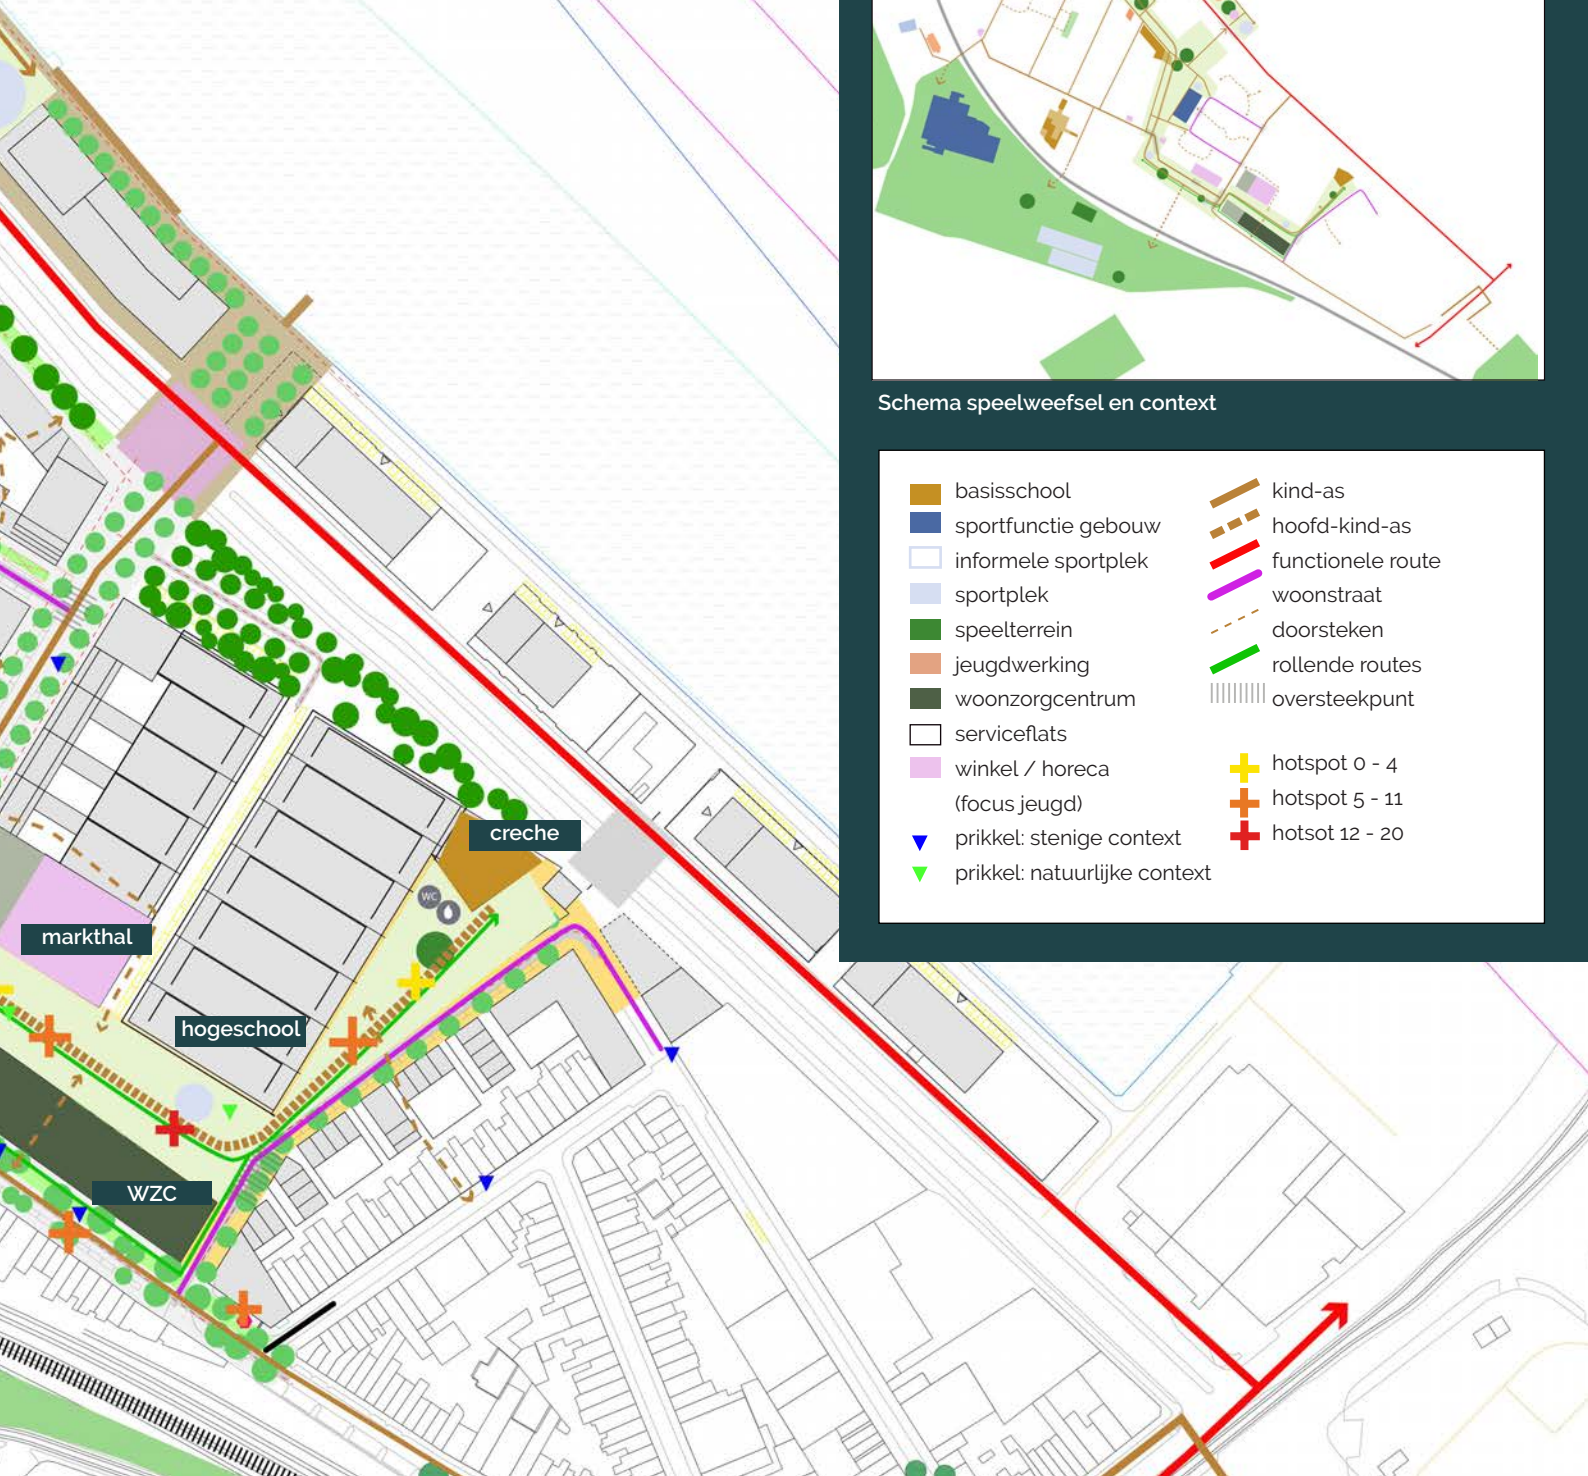 creche
WC
markthal
hogeschool
WZC
Schema speelweefsel en context
basisschool
sportfunctie gebouw
informele sportplek
sportplek
speelterrein
jeugdwerking
woonzorgcentrum
serviceflats
winkel / horeca
(focus jeugd)
prikkel: stenige context
prikkel: natuurlijke context
kind-as
hoofd-kind-as
functionele route
woonstraat
doorsteken
rollende routes
oversteekpunt
hotspot 0 - 4
hotspot 5 - 11
hotsot 12 - 20